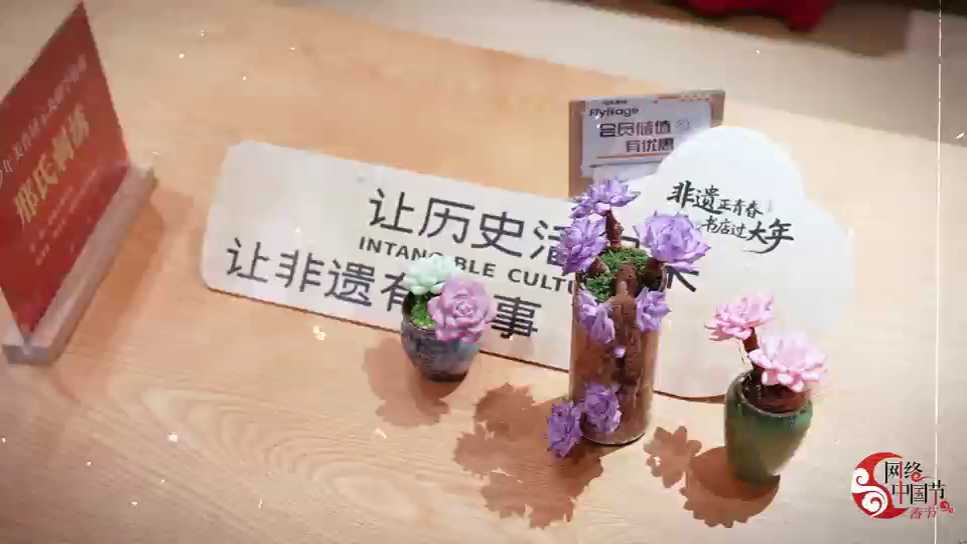 邢氏刺绣
Flyleage
会员储值
有优惠
非遗正青春
书店过大年
让历史活
INTAN BLE CULTU
让非遗有 事
网络
中国节
春节